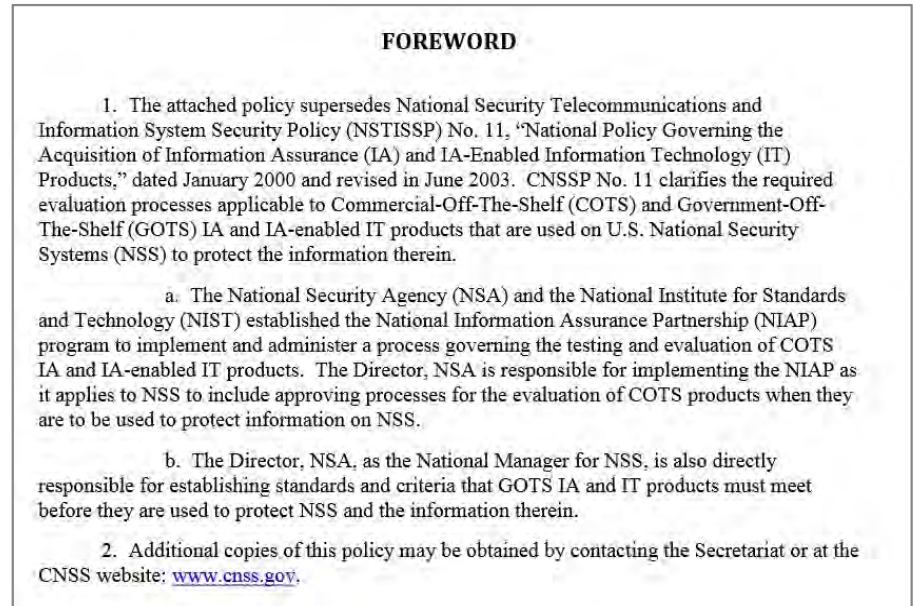 FOREWORD
1. The attached policy supersedes National Security Telecommunications and
Information System Security Policy (NSTISSP) No. 11, “National Policy Governing the
Acquisition of Information Assurance (IA) and IA-Enabled Information Technology (IT)
Products,” dated January 2000 and revised in June 2003. CNSSP No. 11 clarifies the required
evaluation processes applicable to Commercial-Off-The-Shelf (COTS) and Government-Off-
The-Shelf (GOTS) IA and IA-enabled IT products that are used on U.S. National Security
Systems (NSS) to protect the information therein.
a. The National Security Agency (NSA) and the National Institute for Standards
and Technology (NIST) established the National Information Assurance Partnership (NIAP)
program to implement and administer a process governing the testing and evaluation of COTS
IA and IA-enabled IT products. The Director, NSA is responsible for implementing the NIAP as
it applies to NSS to include approving processes for the evaluation of COTS products when they
are to be used to protect information on NSS.
b. The Director, NSA, as the National Manager for NSS, is also directly
responsible for establishing standards and criteria that GOTS IA and IT products must meet
before they are used to protect NSS and the information therein.
2. Additional copies of this policy may be obtained by contacting the Secretariat or at the
CNSS website: www.cnss.gov.